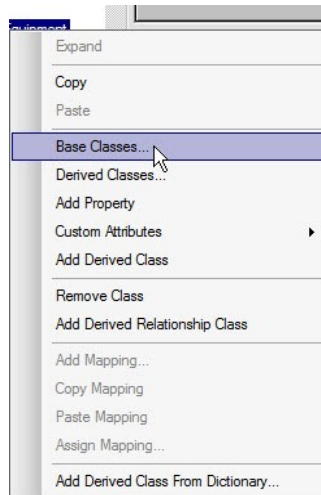 Equipment
Expand
Copy
Paste
Base Classes...
Derived Classes...
Add Property
Custom Attributes
Add Derived Class
Remove Class
Add Derived Relationship Class
Add Mapping...
Copy Mapping
Paste Mapping
Assign Mapping...
Add Derived Class From Dictionary...